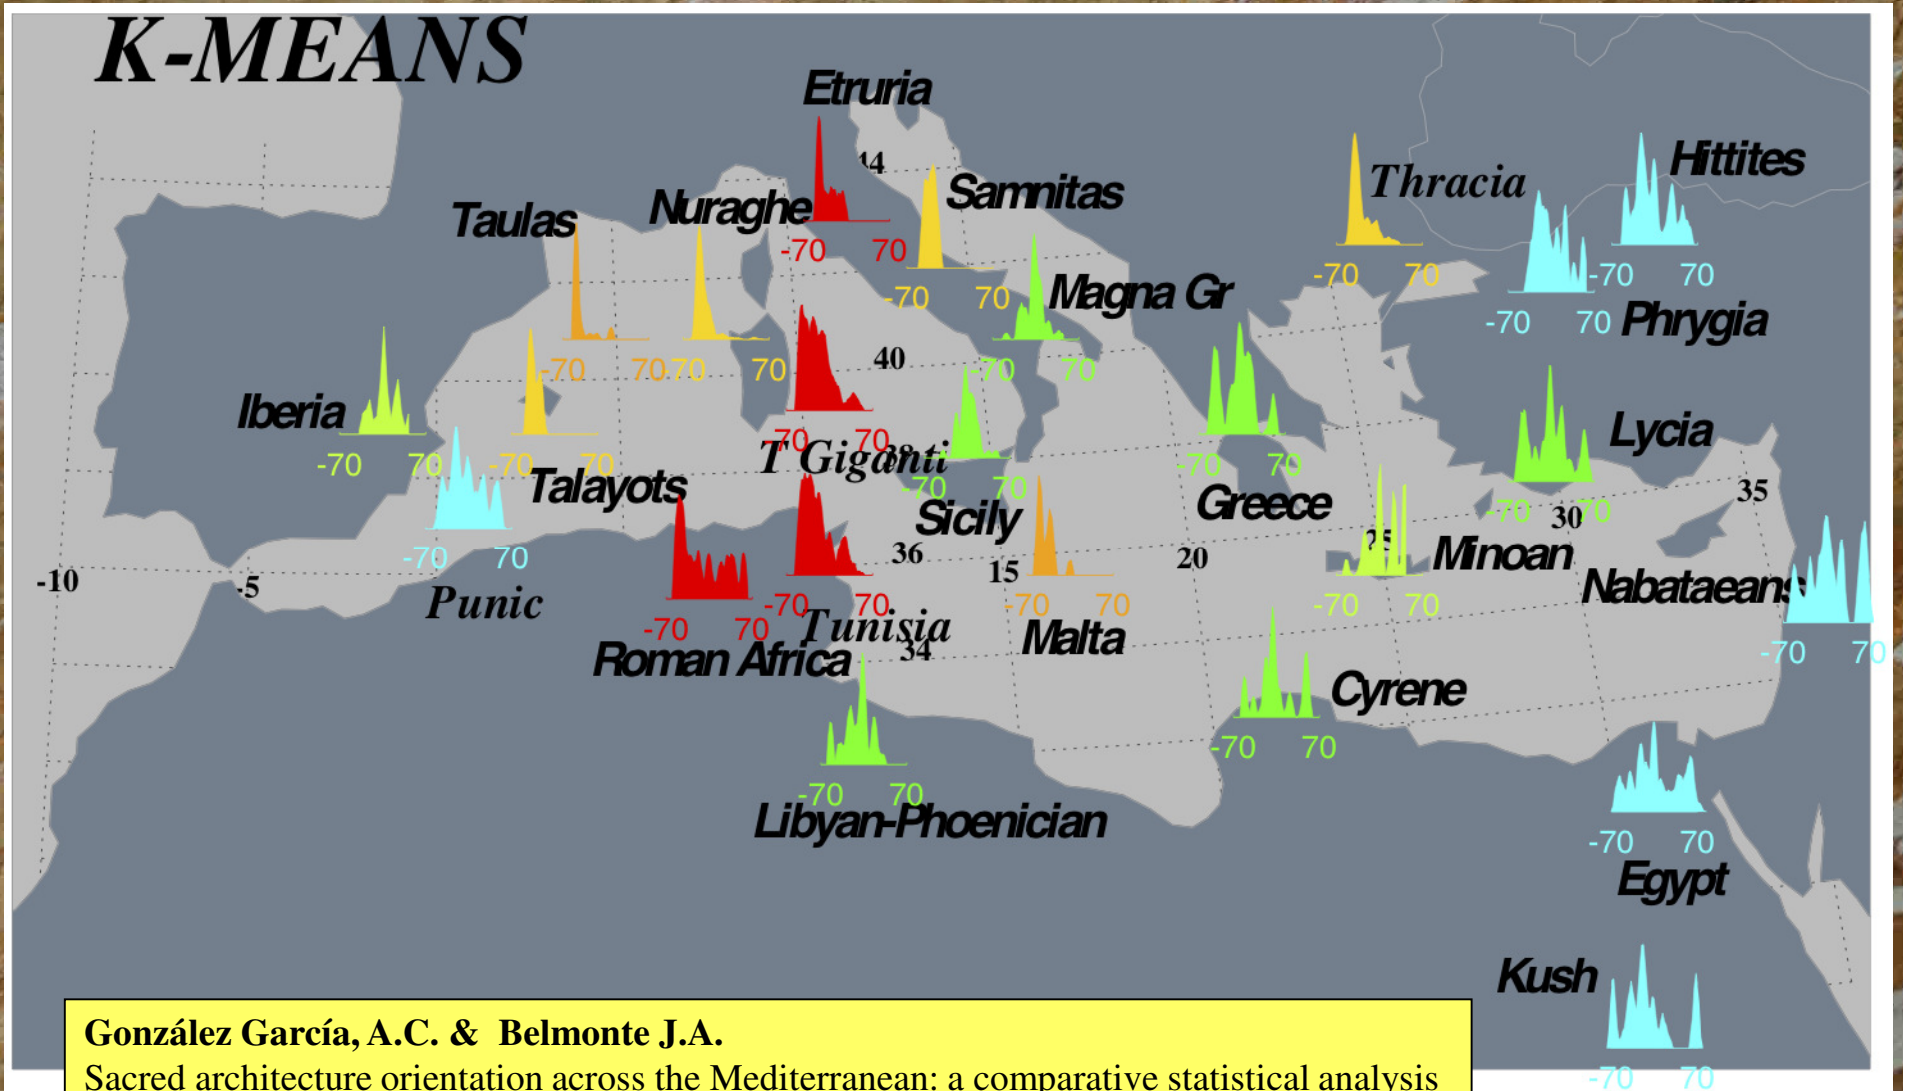 K-MEANS
Etruria
44
-70 70
Samnitas
-70 70
Nuraghe
-70 70
Taulas
-70 70
Thracia
-70 70
Hittites
-70 70
Phrygia
-70 70
Magna Gr
-70 70
40
Iberia
-70 70
Talayots
-70 70
T Giganti
-70 70
38
Sicily
-70 70
Greece
-70 70
Lycia
-70 70
35
30
25
20
15
36
-10
-5
Punic
-70 70
Roman Africa
-70 70
Tunisia
-70 70
34
Malta
-70 70
Minoan
-70 70
Nabataeans
-70 70
Cyrene
-70 70
Libyan-Phoenician
-70 70
Egypt
-70 70
Kush
-70 70
González García, A.C. & Belmonte J.A.
Sacred architecture orientation across the Mediterranean: a comparative statistical analysis